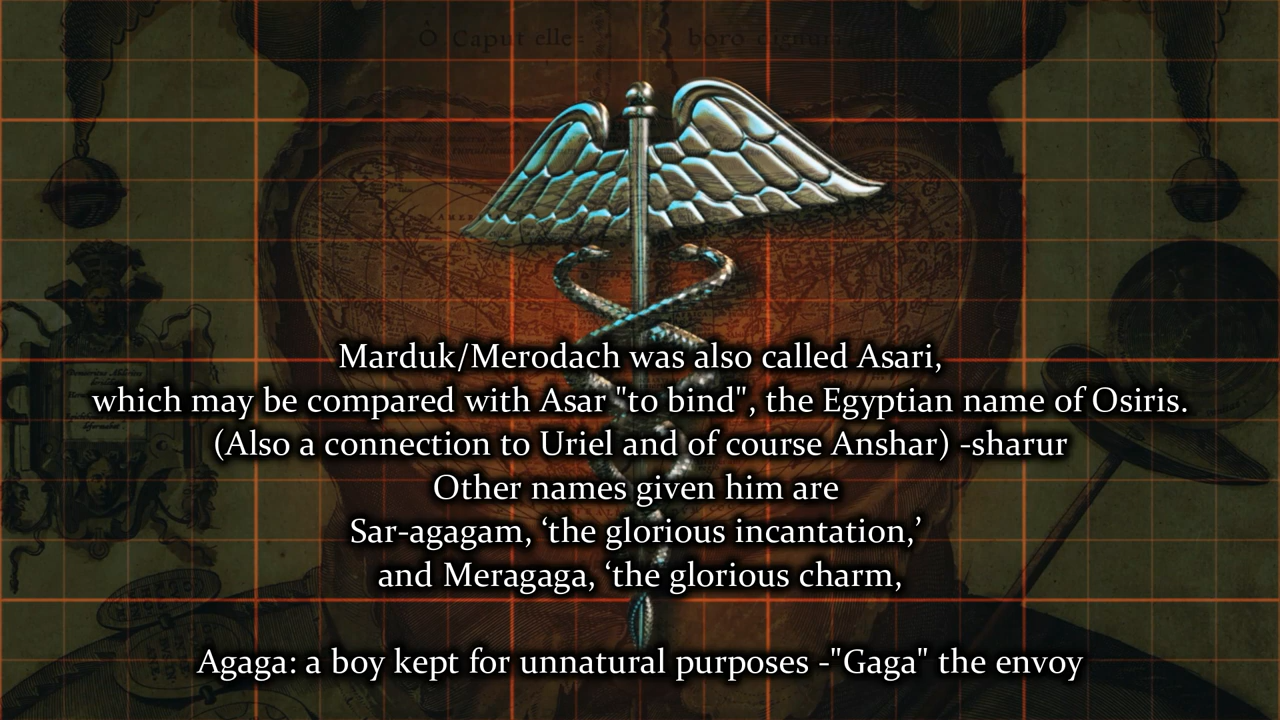 Ò Caput elle-
Marduk/Merodach was also called Asari,
which may be compared with Asar "to bind", the Egyptian name of Osiris.
(Also a connection to Uriel and of course Anshar) -sharur
Other names given him are
Sar-agagam, ‘the glorious incantation,’
and Meragaga, ‘the glorious charm,
Agaga: a boy kept for unnatural purposes -"Gaga" the envoy